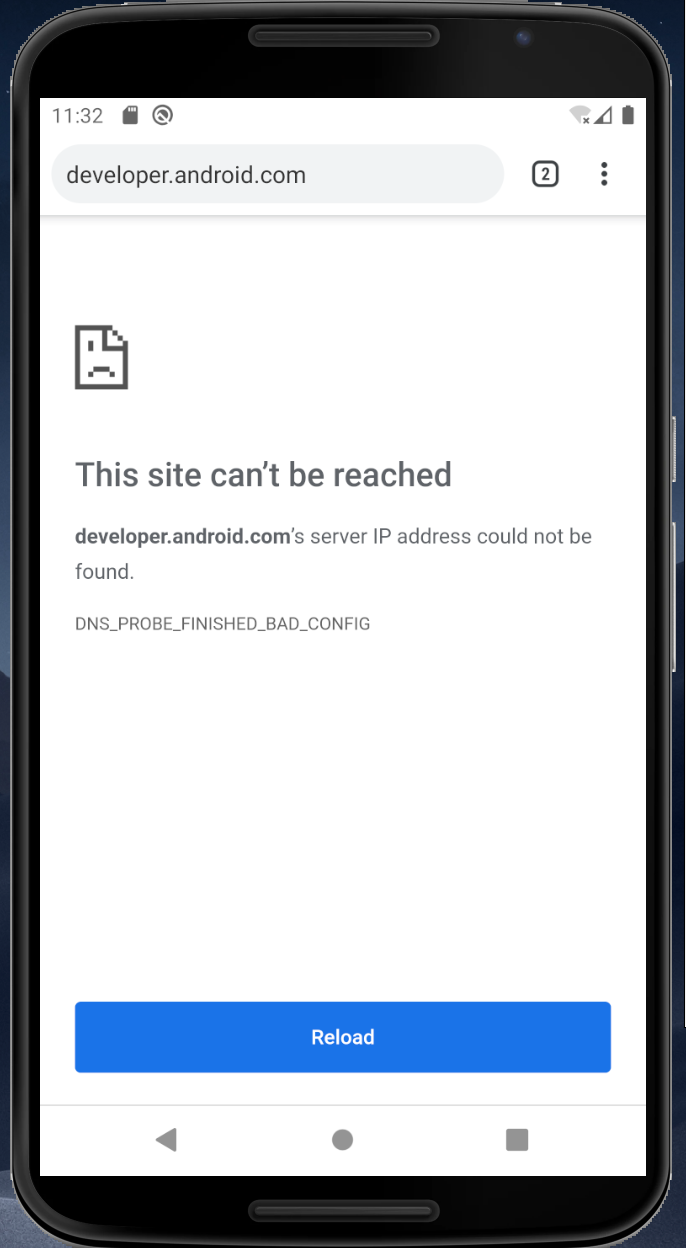 11:32
developer.android.com
2
This site can’t be reached
developer.android.com’s server IP address could not be
found.
DNS_PROBE_FINISHED_BAD_CONFIG
Reload